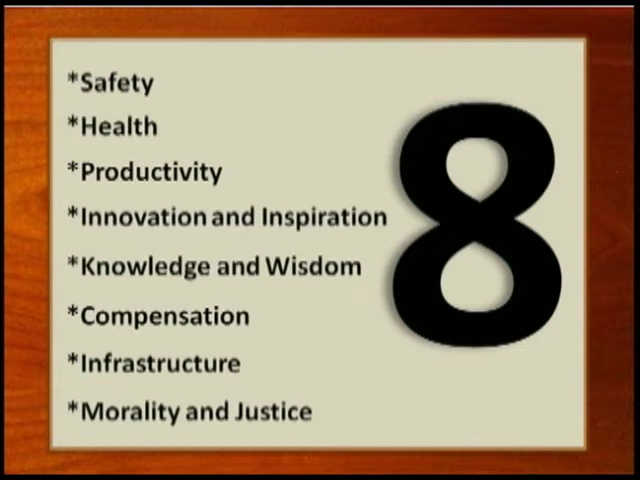 *Safety
*Health
*Productivity
*Innovation and Inspiration
*Knowledge and Wisdom
*Compensation
*Infrastructure
*Morality and Justice
8